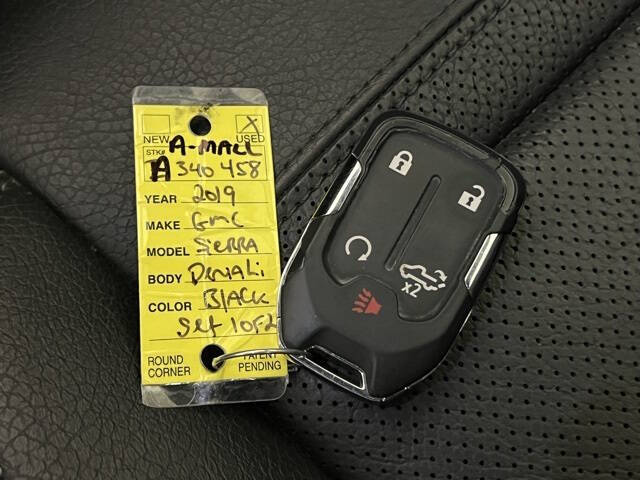 NEW USED X
A-MALL
STK# A 340 458
YEAR 2019
MAKE GMC
MODEL SIERRA
BODY DENALI
COLOR BLACK
Set 1 OF 2
ROUND PATENT
CORNER PENDING
x2